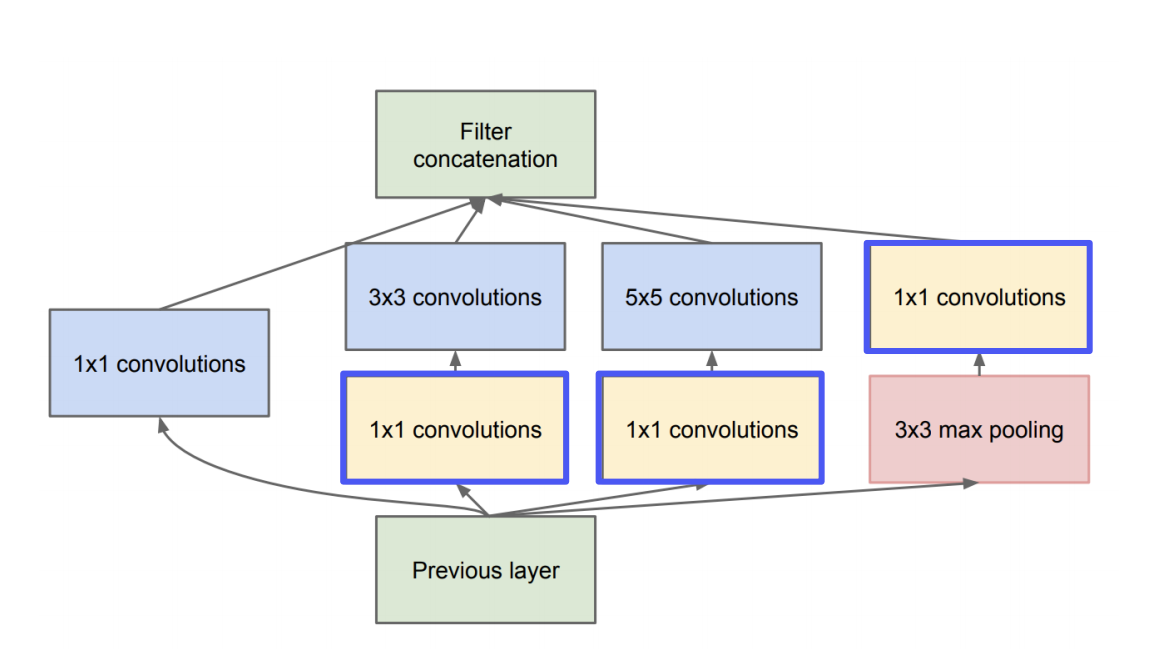 Filter
concatenation
3x3 convolutions
5x5 convolutions
1x1 convolutions
1x1 convolutions
1x1 convolutions
1x1 convolutions
3x3 max pooling
Previous layer